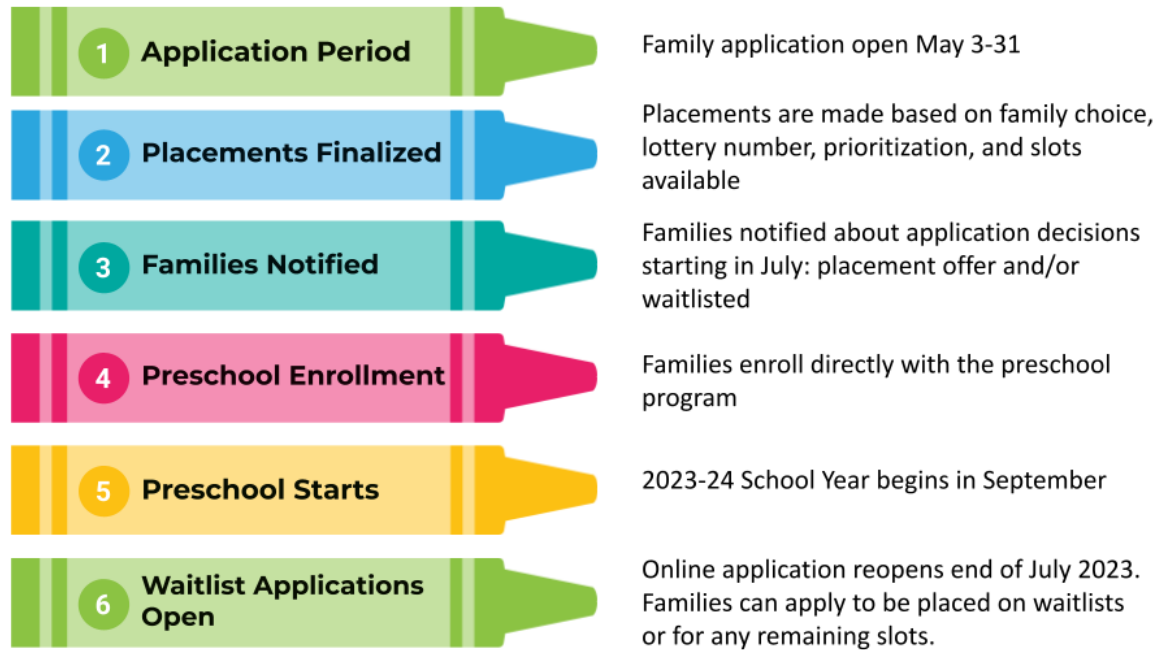 1 Application Period
Family application open May 3-31
2 Placements Finalized
Placements are made based on family choice,
lottery number, prioritization, and slots
available
3 Families Notified
Families notified about application decisions
starting in July: placement offer and/or
waitlisted
4 Preschool Enrollment
Families enroll directly with the preschool
program
5 Preschool Starts
2023-24 School Year begins in September
6 Waitlist Applications
Open
Online application reopens end of July 2023.
Families can apply to be placed on waitlists
or for any remaining slots.